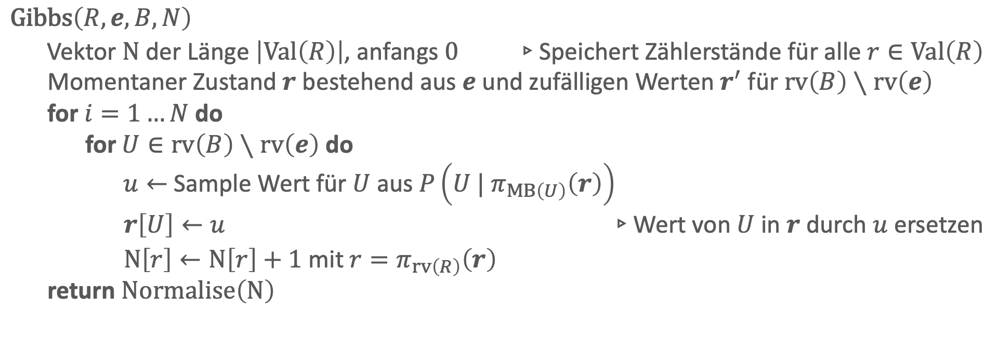 Gibbs(R, e, B, N)
Vektor N der Länge |Val(R)|, anfangs 0 ▹ Speichert Zählerstände für alle r ∈ Val(R)
Momentaner Zustand r bestehend aus e und zufälligen Werten r′ für rv(B) \ rv(e)
for i = 1 … N do
for U ∈ rv(B) \ rv(e) do
u ← Sample Wert für U aus P(U | π_MB(U)(r))
r[U] ← u ▹ Wert von U in r durch u ersetzen
N[r] ← N[r] + 1 mit r = π_rv(R)(r)
return Normalise(N)